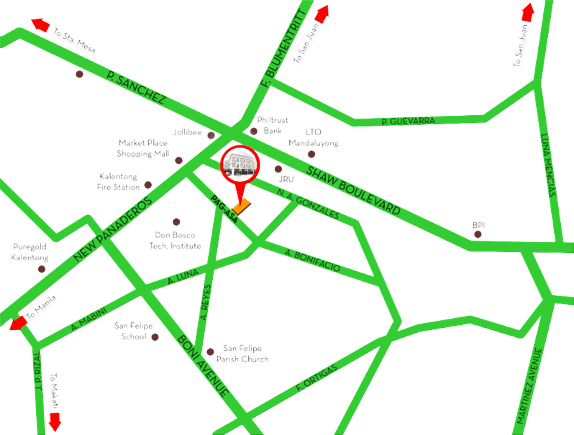 To Sta. Mesa
P. SANCHEZ
F. BLUMENTRITT
To San Juan
To San Juan
Jollibee
Philtrust
Bank
P. GUEVARRA
LTO
Mandaluyong
LUNA MENCIAS
Market Place
Shopping Mall
Kalentong
Fire Station
JRU
SHAW BOULEVARD
N. A. GONZALES
PAG-ASA
NEW PANADEROS
Don Bosco
Tech. Institute
BPI
Puregold
Kalentong
A. LUNA
A. BONIFACIO
A. REYES
To Manila
A. MABINI
San Felipe
School
BONI AVENUE
San Felipe
Parish Church
J. P. RIZAL
To Makati
F. ORTIGAS
MARTINEZ AVENUE